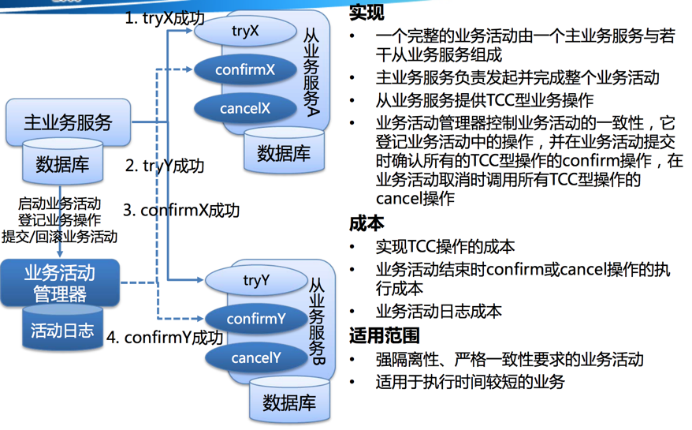 1. tryX成功
tryX
confirmX
cancelX
从业务服务A
数据库
主业务服务
数据库
2. tryY成功
启动业务活动
登记业务操作
提交/回滚业务活动
3. confirmX成功
业务活动
管理器
活动日志
4. confirmY成功
tryY
confirmY
cancelY
从业务服务B
数据库
实现
• 一个完整的业务活动由一个主业务服务与若
干从业务服务组成
• 主业务服务负责发起并完成整个业务活动
• 从业务服务提供TCC型业务操作
• 业务活动管理器控制业务活动的一致性，它
登记业务活动中的操作，并在业务活动提交
时确认所有的TCC型操作的confirm操作，在
业务活动取消时调用所有TCC型操作的
cancel操作
成本
• 实现TCC操作的成本
• 业务活动结束时confirm或cancel操作的执
行成本
• 业务活动日志成本
适用范围
• 强隔离性、严格一致性要求的业务活动
• 适用于执行时间较短的业务